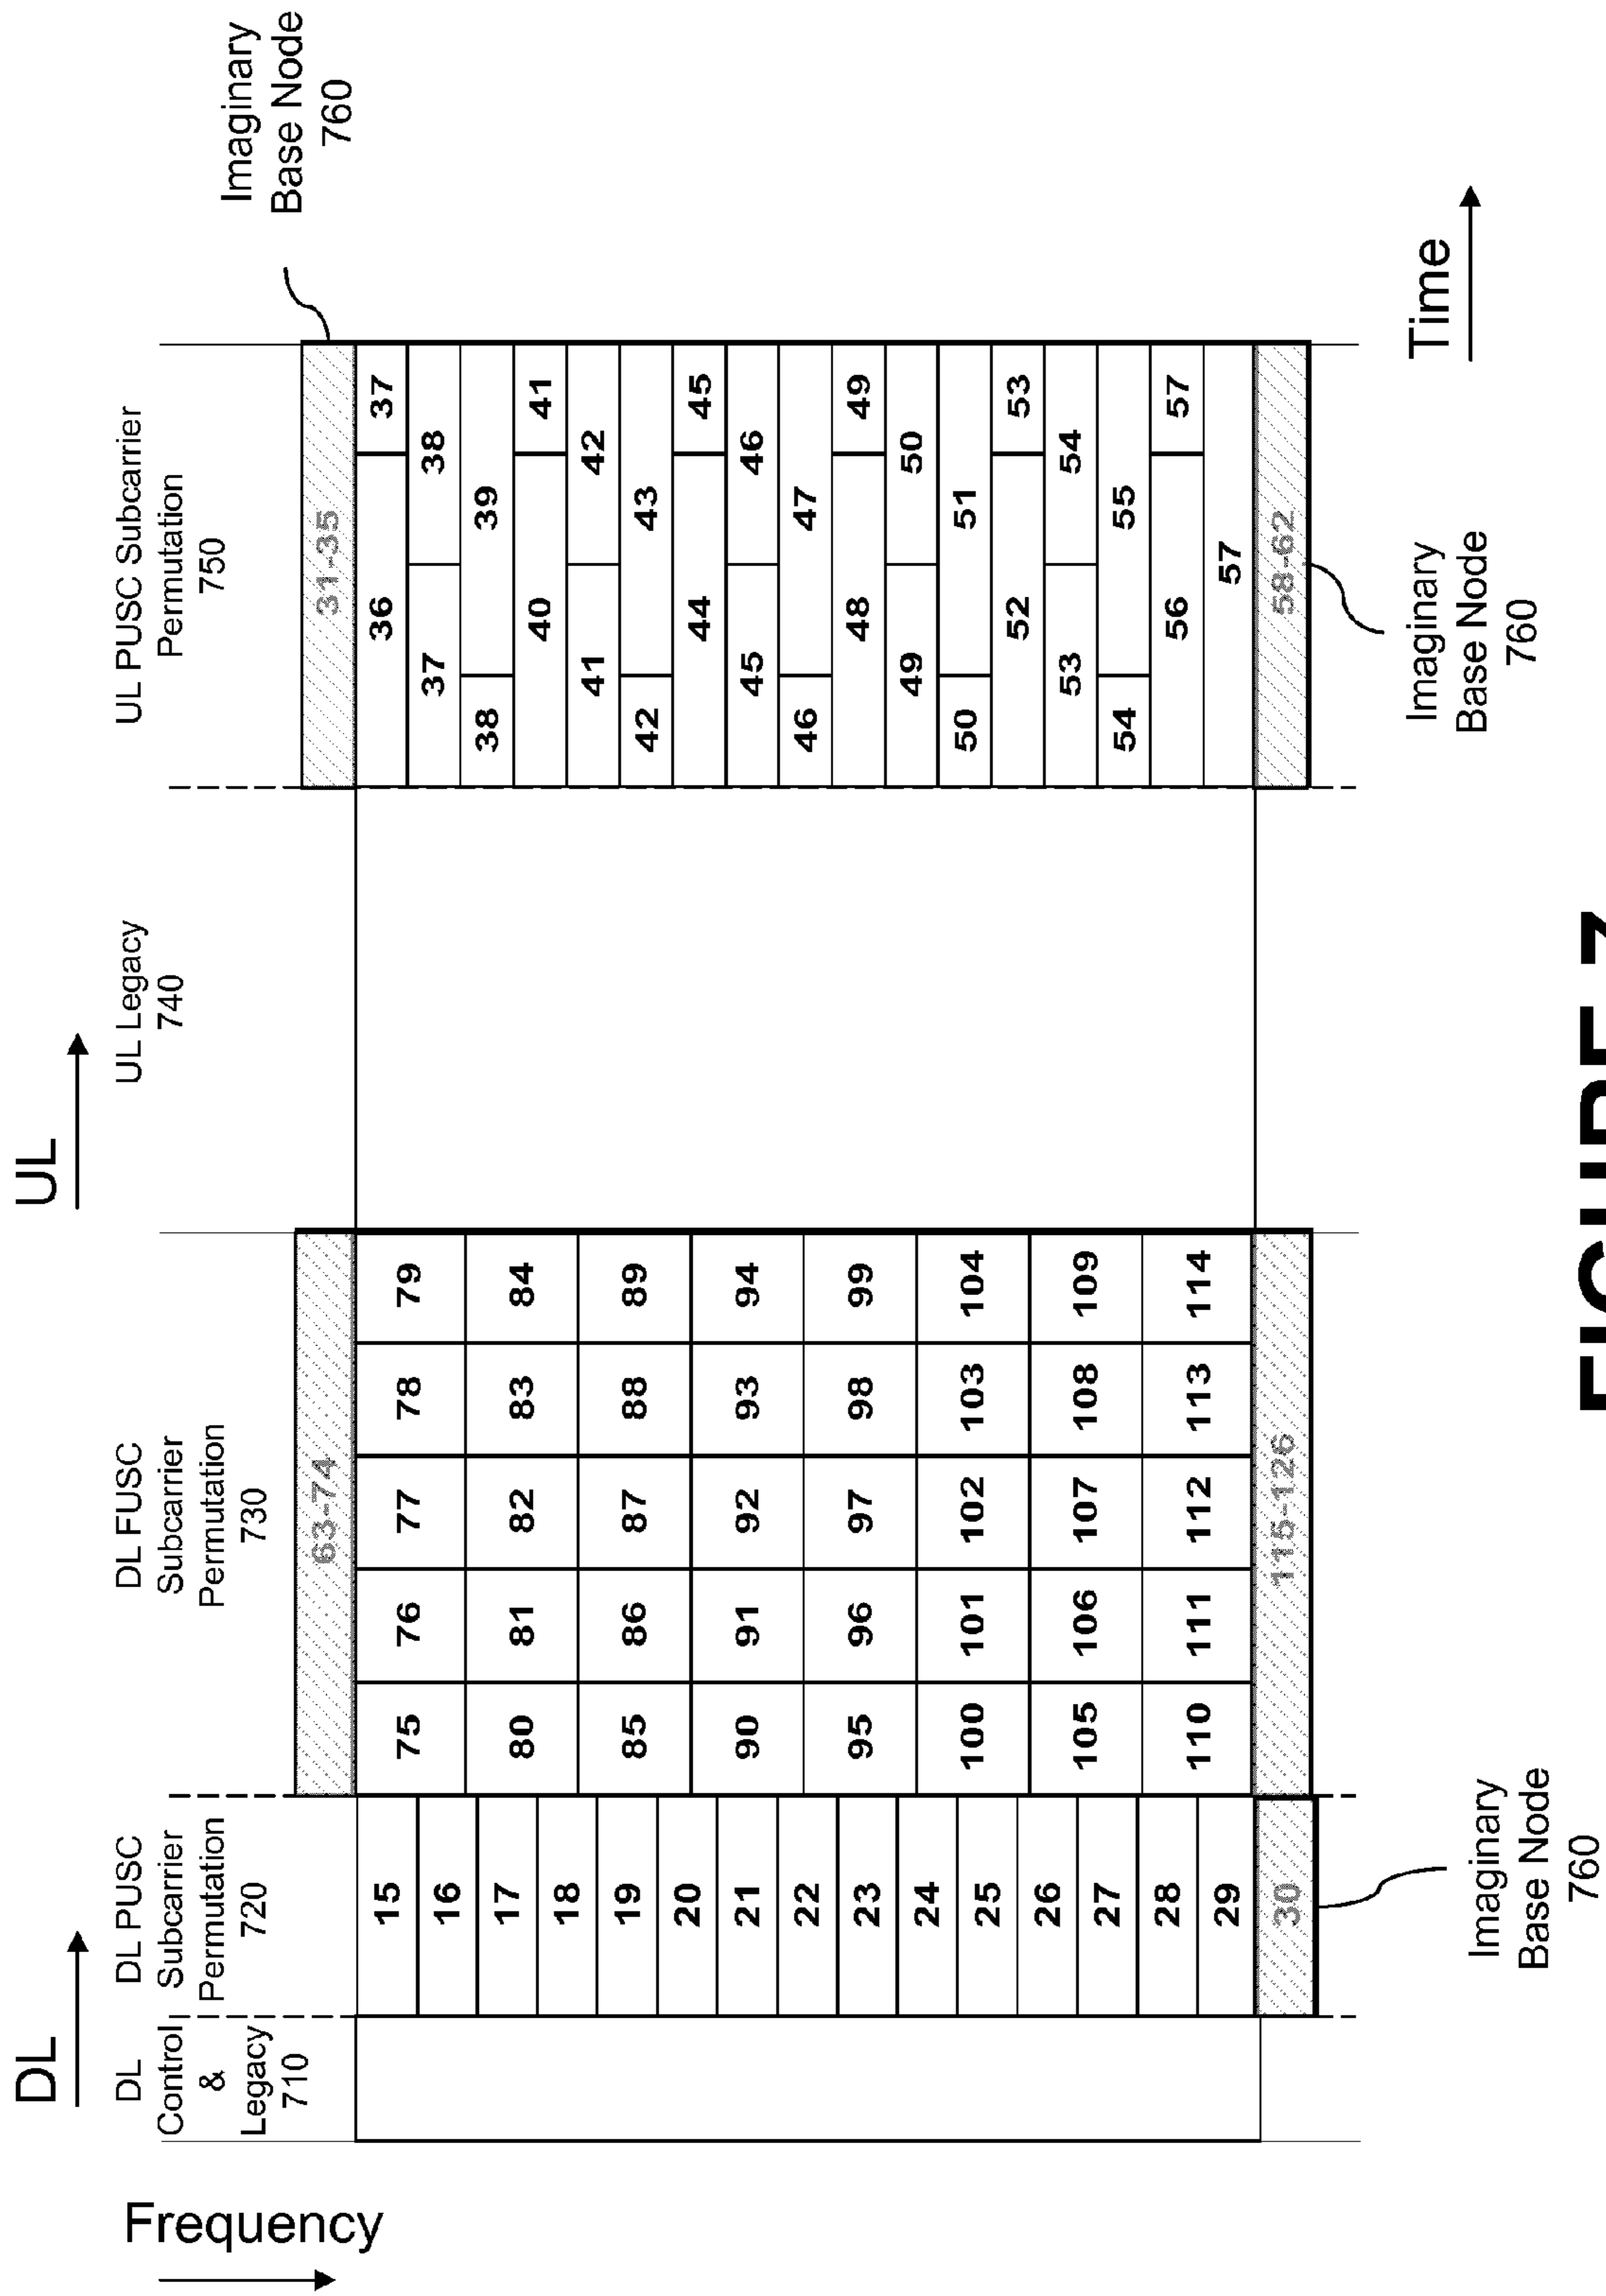 DL
UL
DL
Control
&
Legacy
710
DL PUSC
Subcarrier
Permutation
720
DL FUSC
Subcarrier
Permutation
730
UL Legacy
740
UL PUSC Subcarrier
Permutation
750
Imaginary
Base Node
760
Frequency
15
16
17
18
19
20
21
22
23
24
25
26
27
28
29
30
63-74
75 76 77 78 79
80 81 82 83 84
85 86 87 88 89
90 91 92 93 94
95 96 97 98 99
100 101 102 103 104
105 106 107 108 109
110 111 112 113 114
115-126
31-35
36 37
37 38
38 39
40 41
41 42
42 43
44 45
45 46
46 47
48 49
49 50
50 51
52 53
53 54
54 55
56 57
57
58-62
Imaginary
Base Node
760
Imaginary
Base Node
760
Time
FIGURE 7